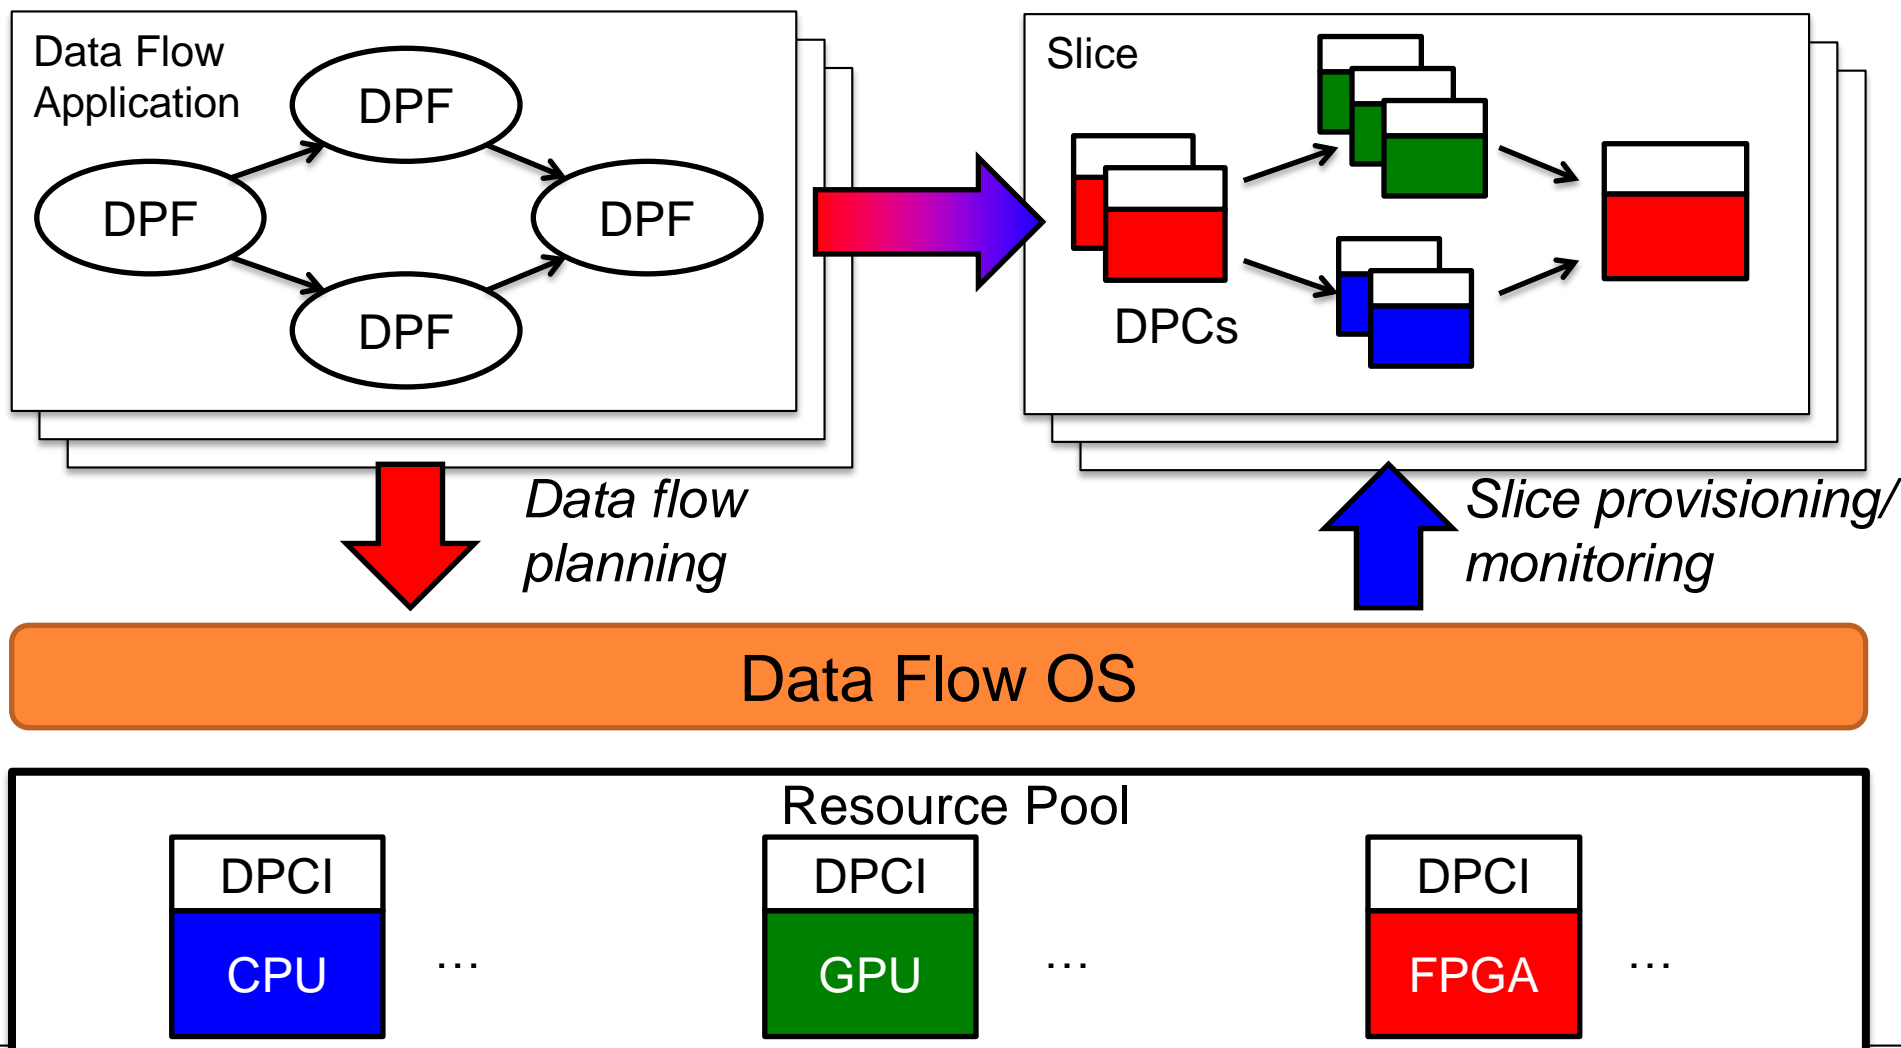 Data Flow
Application
DPF
DPF
DPF
DPF
Slice
DPCs
Data flow
planning
Slice provisioning/
monitoring
Data Flow OS
Resource Pool
DPCI
CPU
...
DPCI
GPU
...
DPCI
FPGA
...